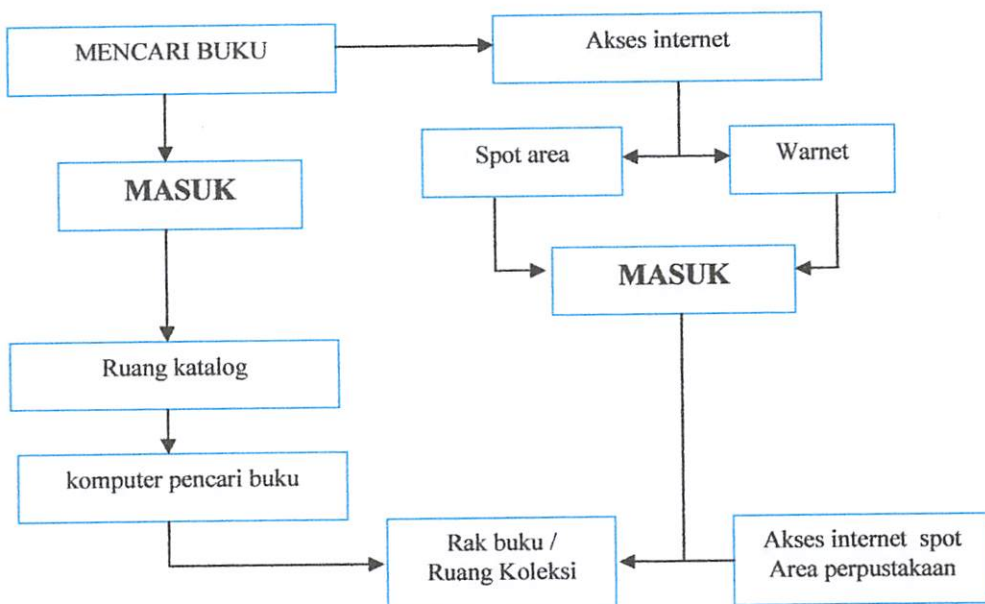 MENCARI BUKU
Akses internet
Spot area
Warnet
MASUK
MASUK
Ruang katalog
komputer pencari buku
Rak buku /
Ruang Koleksi
Akses internet spot
Area perpustakaan